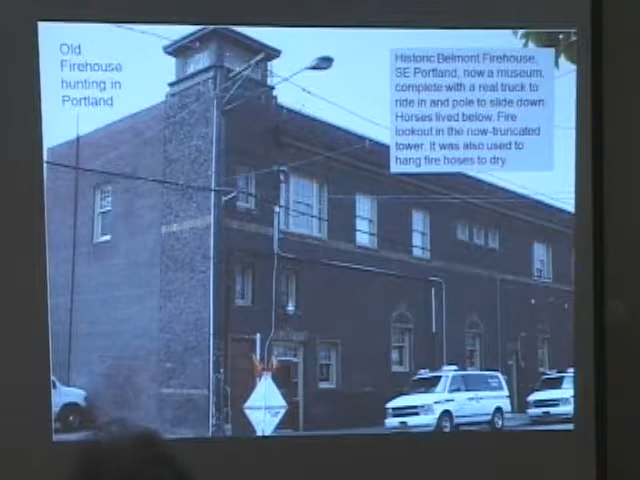 Old
Firehouse
hunting in
Portland
Historic Belmont Firehouse,
SE Portland, now a museum,
complete with a real truck to
ride in and pole to slide down.
Horses lived below. Fire
lookout in the now-truncated
tower. It was also used to
hang fire hoses to dry.